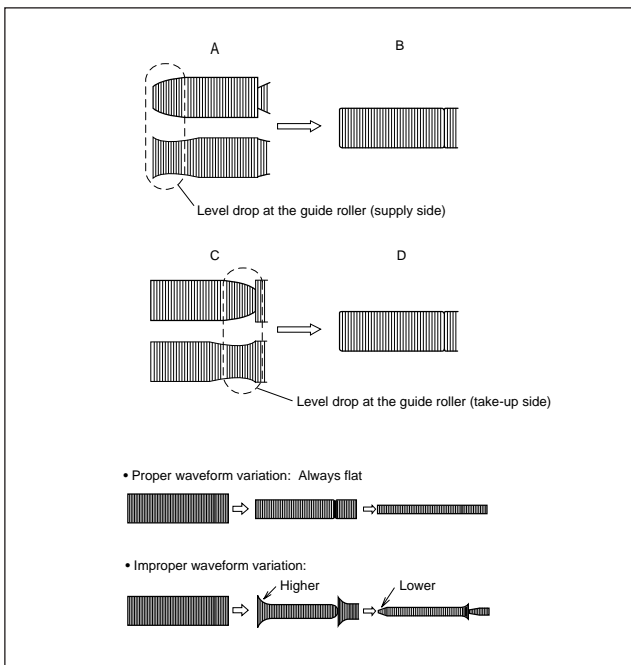 A
B
Level drop at the guide roller (supply side)
C
D
Level drop at the guide roller (take-up side)
• Proper waveform variation: Always flat
• Improper waveform variation:
Higher
Lower